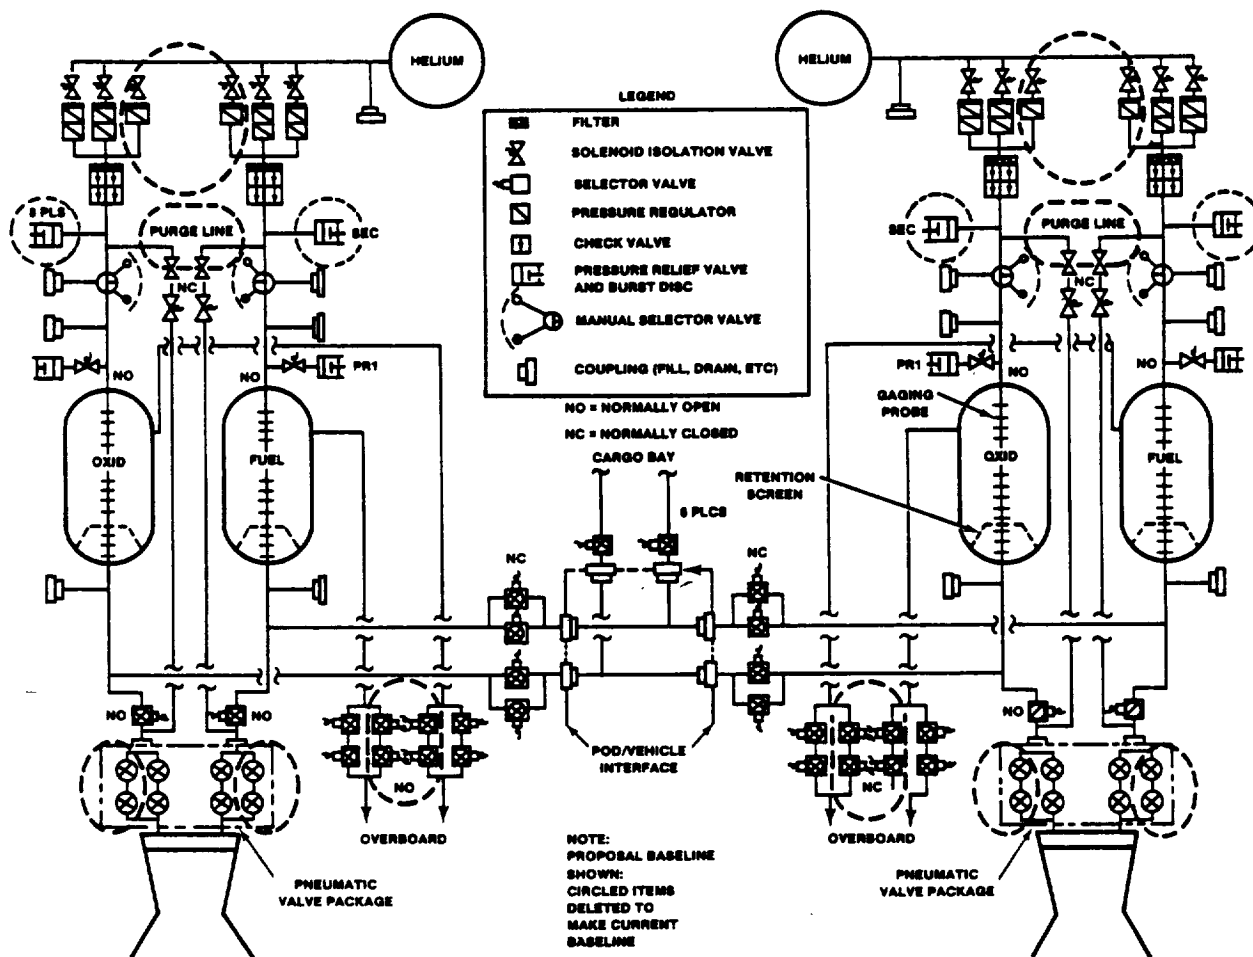 HELIUM
HELIUM
LEGEND
FILTER
SOLENOID ISOLATION VALVE
SELECTOR VALVE
PRESSURE REGULATOR
CHECK VALVE
PRESSURE RELIEF VALVE
AND BURST DISC
MANUAL SELECTOR VALVE
COUPLING (FILL, DRAIN, ETC)
NO = NORMALLY OPEN
NC = NORMALLY CLOSED
PURGE LINE
SEC
NC
PR1
NO
NO
OXID
FUEL
SEC
PURGE LINE
NC
PR1
NO
NO
GAGING
PROBE
OXID
FUEL
RETENTION
SCREEN
CARGO BAY
6 PLCS
NC
NC
NO
NO
NO
OVERBOARD
POD/VEHICLE
INTERFACE
NO
NC
OVERBOARD
PNEUMATIC
VALVE PACKAGE
NOTE:
PROPOSAL BASELINE
SHOWN:
CIRCLED ITEMS
DELETED TO
MAKE CURRENT
BASELINE
PNEUMATIC
VALVE PACKAGE